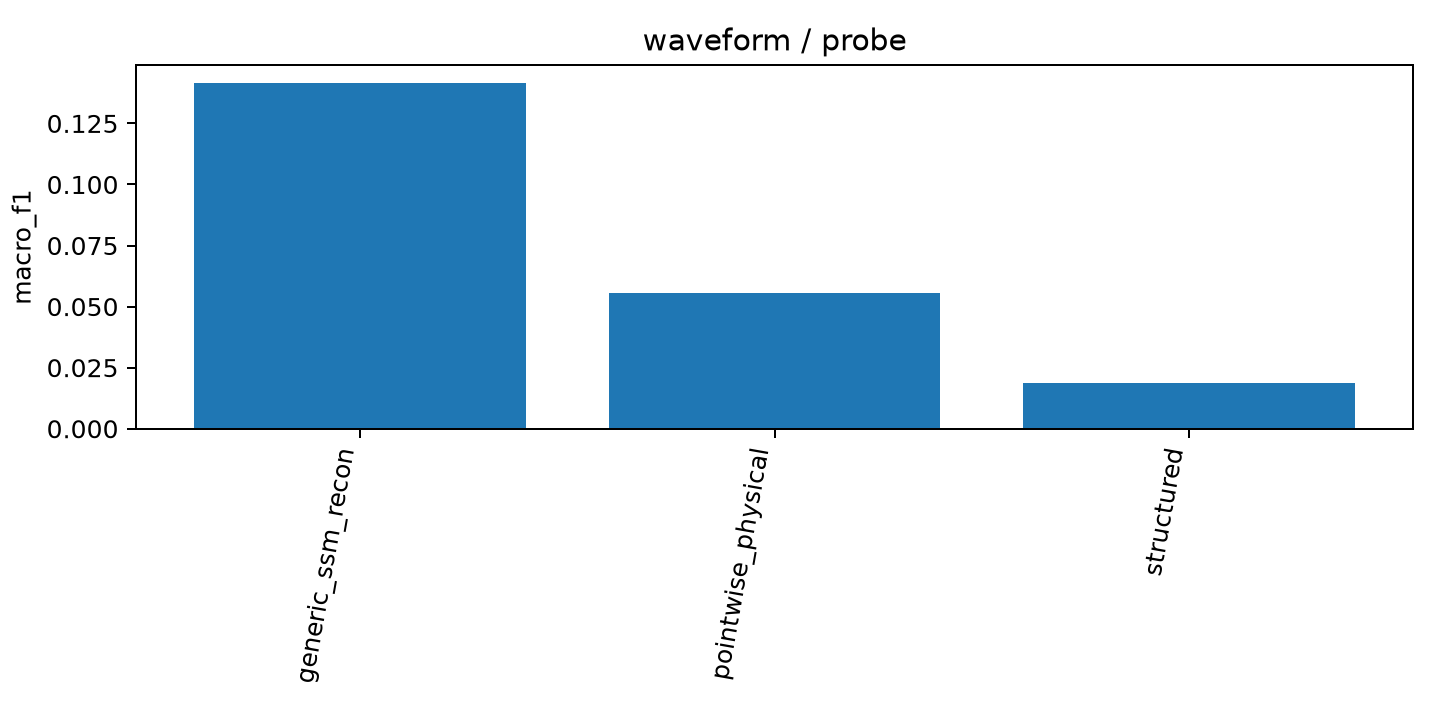 waveform / probe
macro_f1
0.125
0.100
0.075
0.050
0.025
0.000
generic_ssm_recon
pointwise_physical
structured